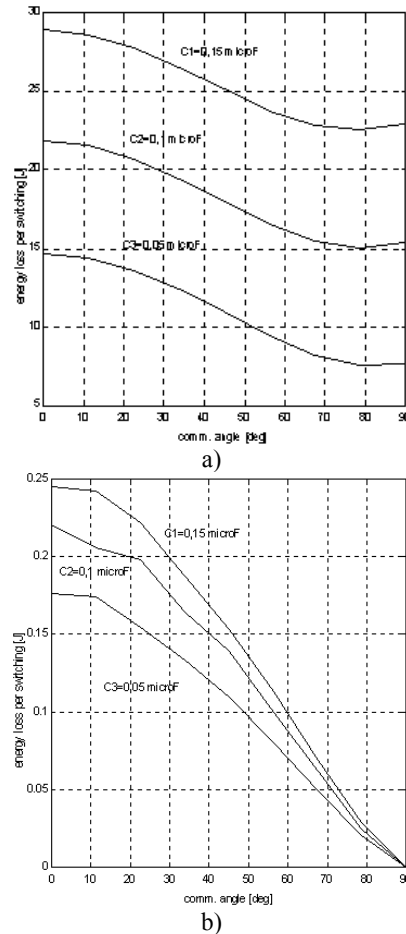 30
25
20
15
10
5
0 10 20 30 40 50 60 70 80 90
energy loss per switching [J]
C1=0,15 microF
C2=0,1 microF
C3=0,05 microF
comm. angle [deg]
a)
0.25
0.2
0.15
0.1
0.05
0
0 10 20 30 40 50 60 70 80 90
energy loss per switching [J]
C1=0,15 microF
C2=0,1 microF
C3=0,05 microF
comm. angle [deg]
b)